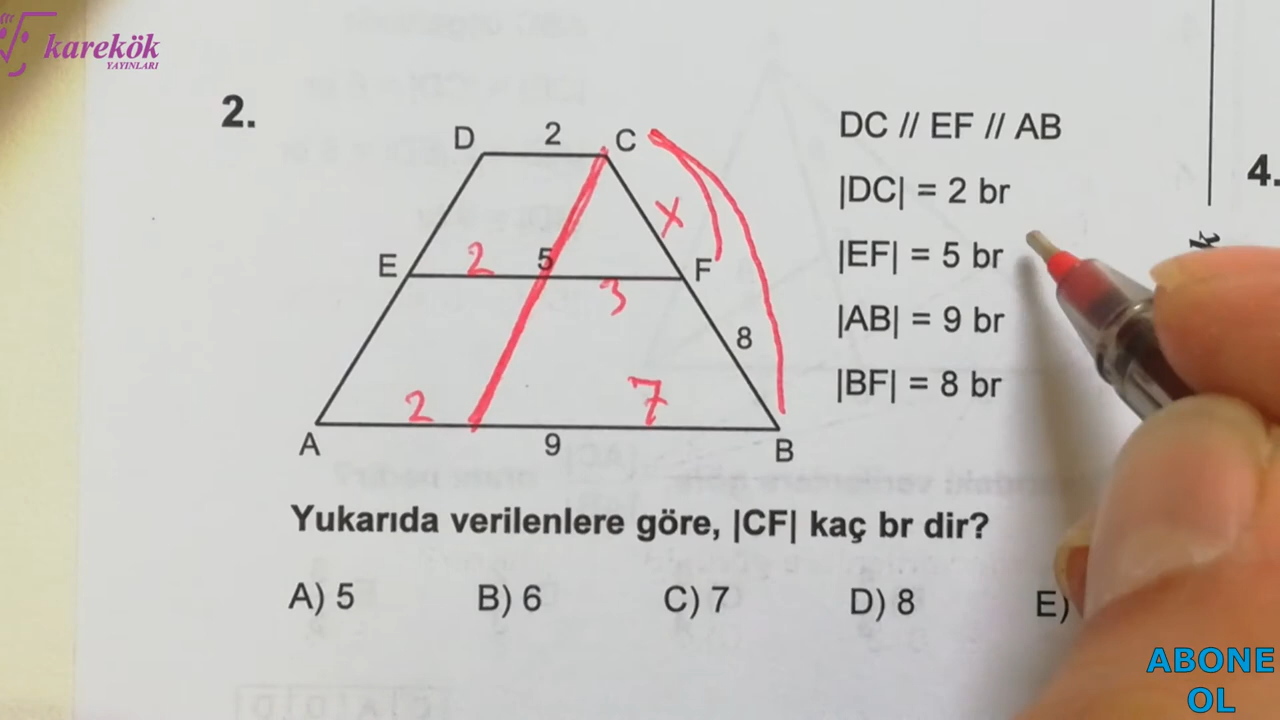 karekök
YAYINLARI
2.
D 2 C
DC // EF // AB
|DC| = 2 br
4.
x
E 2 5 F
3
|EF| = 5 br
|AB| = 9 br
8
2 7
|BF| = 8 br
A 9 B
Yukarıda verilenlere göre, |CF| kaç br dir?
A) 5 B) 6 C) 7 D) 8 E)
ABONE
OL